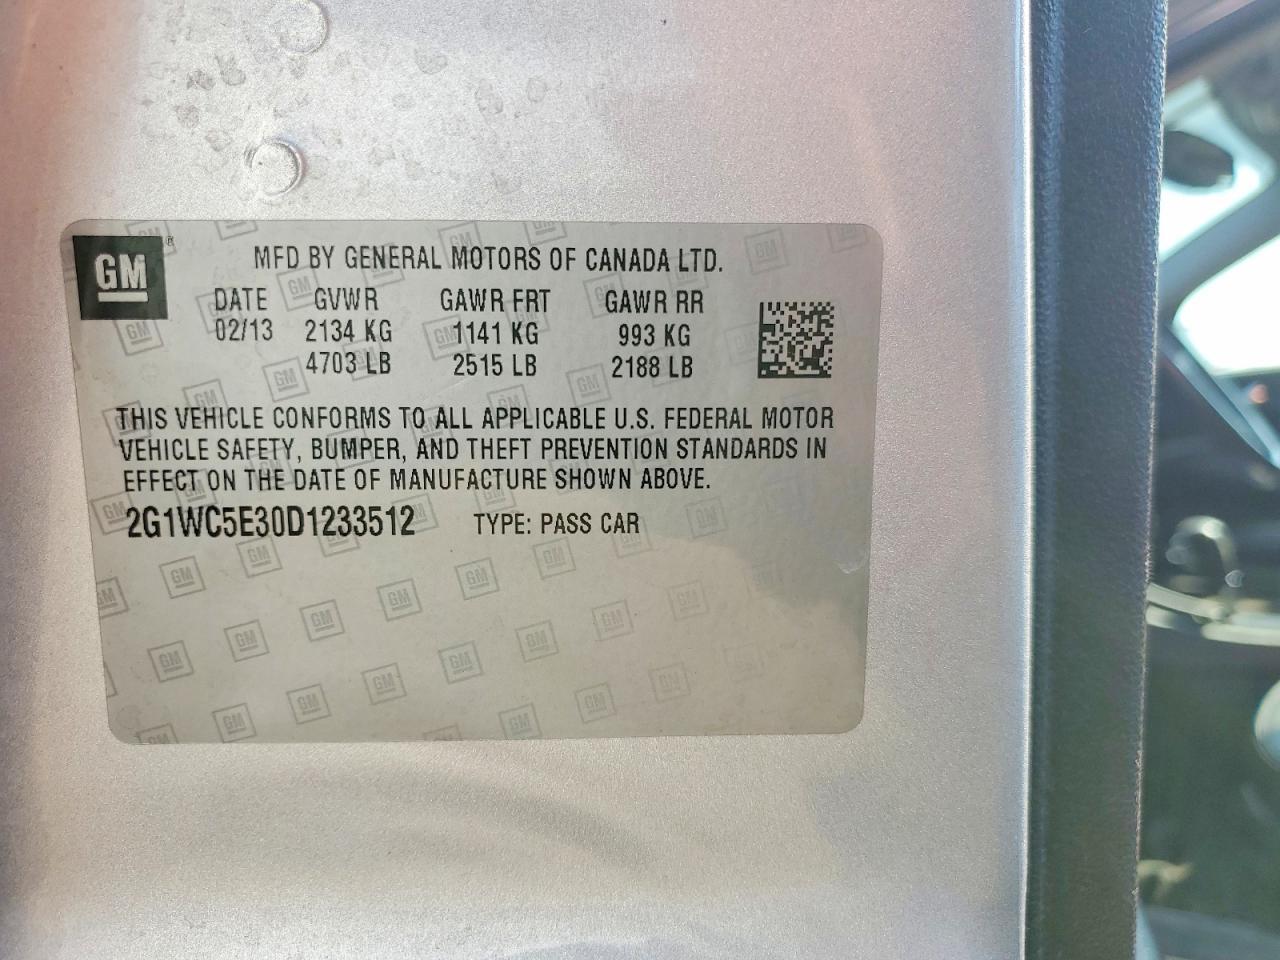 GM
MFD BY GENERAL MOTORS OF CANADA LTD.
DATE GVWR GAWR FRT GAWR RR
02/13 2134 KG 1141 KG 993 KG
4703 LB 2515 LB 2188 LB
THIS VEHICLE CONFORMS TO ALL APPLICABLE U.S. FEDERAL MOTOR
VEHICLE SAFETY, BUMPER, AND THEFT PREVENTION STANDARDS IN
EFFECT ON THE DATE OF MANUFACTURE SHOWN ABOVE.
2G1WC5E30D1233512 TYPE: PASS CAR